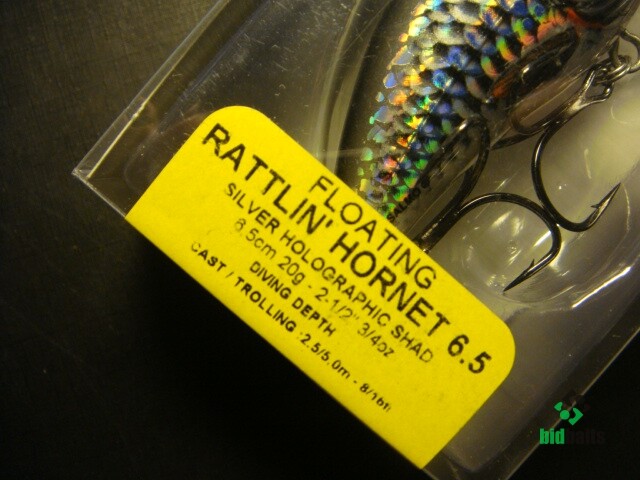 FLOATING
RATTLIN' HORNET 6.5
SILVER HOLOGRAPHIC SHAD
6.5cm 20g - 2-1/2" 3/4oz
DIVING DEPTH
CAST / TROLLING :2.5/5.0m - 8/16ft
bidbaits